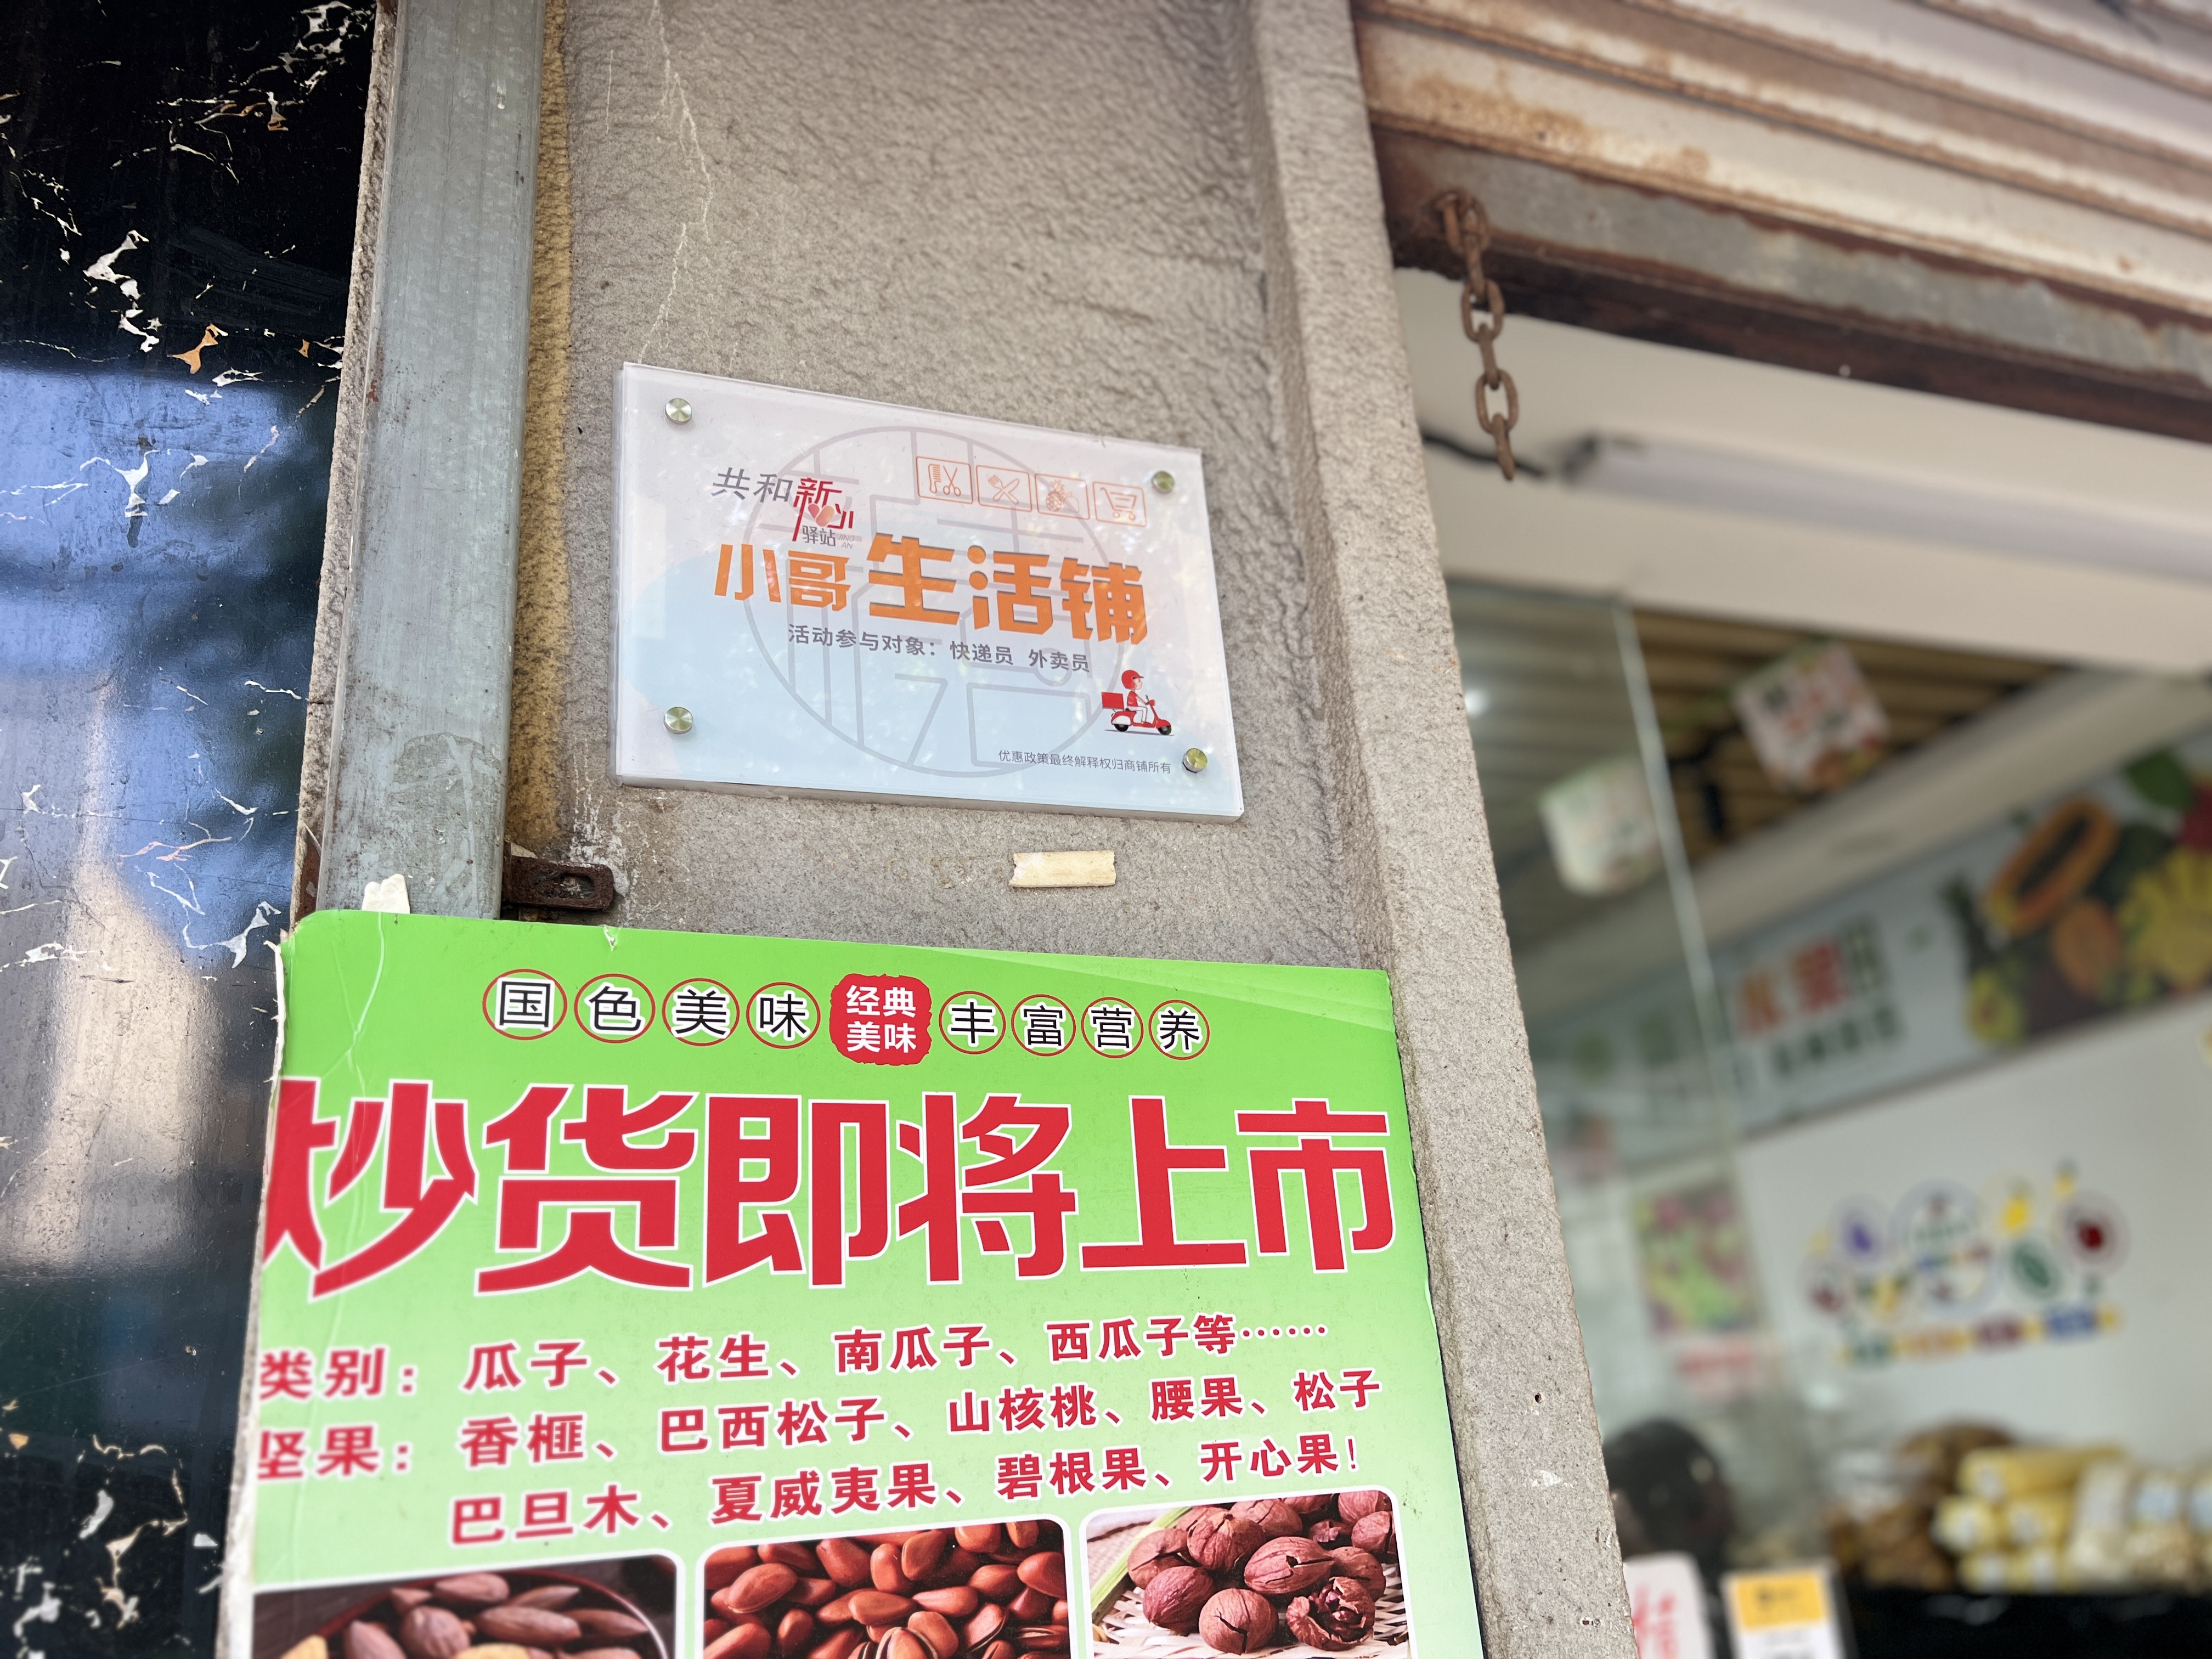 共和新
驿站 JING AN
小哥生活铺
活动参与对象：快递员 外卖员
优惠政策最终解释权归商铺所有
国色美味 经典美味 丰富营养
炒货即将上市
类别：瓜子、花生、南瓜子、西瓜子等……
坚果：香榧、巴西松子、山核桃、腰果、松子
巴旦木、夏威夷果、碧根果、开心果！